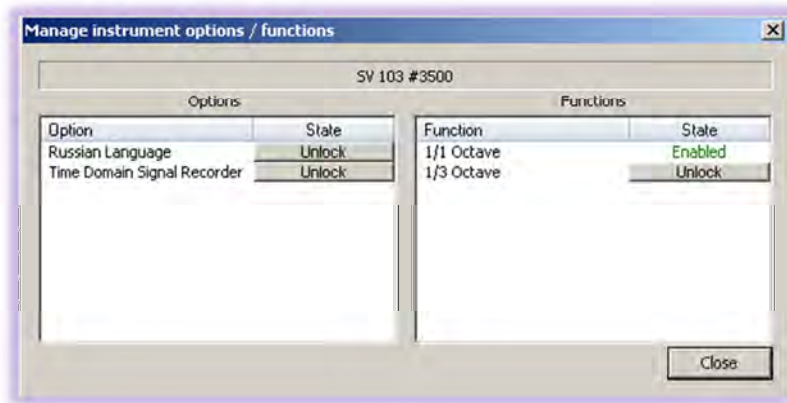 Manage instrument options / functions
SV 103 #3500
Options
Functions
Option State
Russian Language Unlock
Time Domain Signal Recorder Unlock
Function State
1/1 Octave Enabled
1/3 Octave Unlock
Close